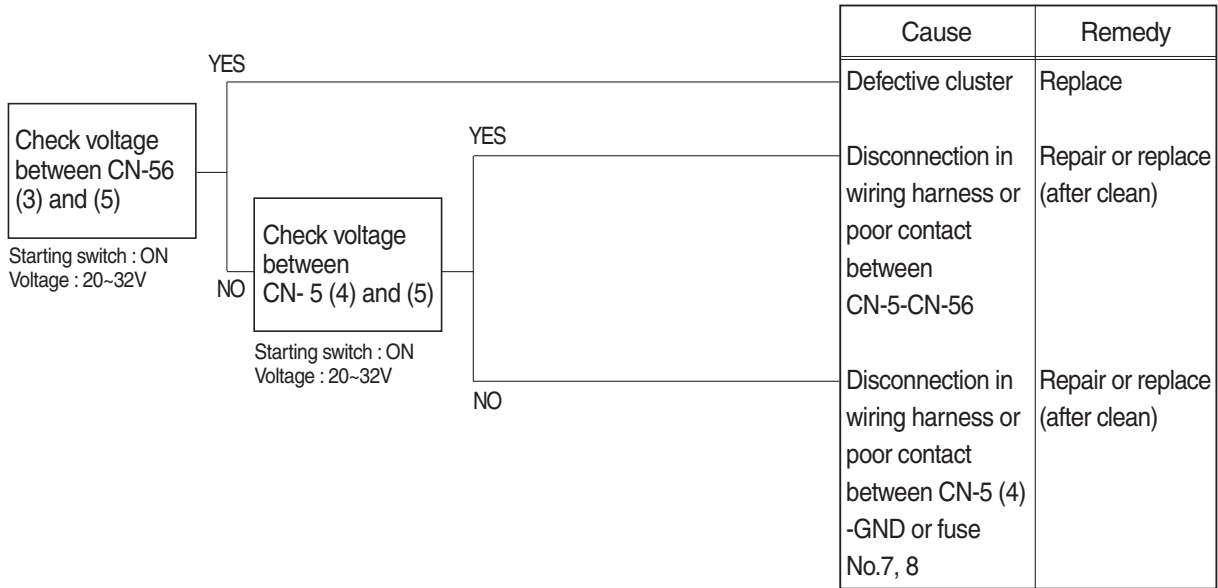 Cause
Remedy
YES
Defective cluster
Replace
Check voltage
between CN-56
(3) and (5)
Starting switch : ON
Voltage : 20~32V
YES
Disconnection in
wiring harness or
poor contact
between
CN-5-CN-56
Repair or replace
(after clean)
NO
Check voltage
between
CN- 5 (4) and (5)
Starting switch : ON
Voltage : 20~32V
NO
Disconnection in
wiring harness or
poor contact
between CN-5 (4)
-GND or fuse
No.7, 8
Repair or replace
(after clean)